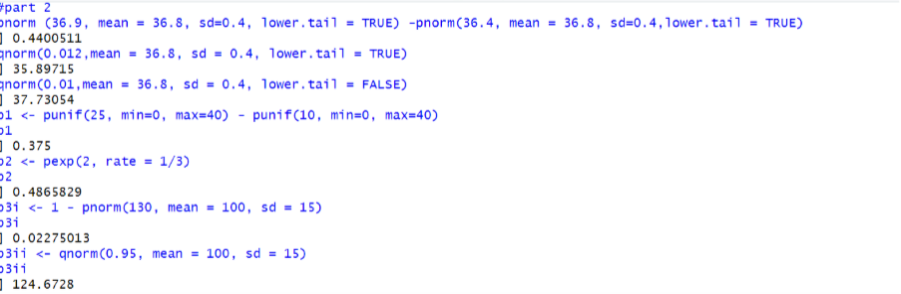 #part 2
pnorm (36.9, mean = 36.8, sd=0.4, lower.tail = TRUE) -pnorm(36.4, mean = 36.8, sd=0.4,lower.tail = TRUE)
] 0.4400511
qnorm(0.012,mean = 36.8, sd = 0.4, lower.tail = TRUE)
] 35.89715
qnorm(0.01,mean = 36.8, sd = 0.4, lower.tail = FALSE)
] 37.73054
p1 <- punif(25, min=0, max=40) - punif(10, min=0, max=40)
p1
] 0.375
p2 <- pexp(2, rate = 1/3)
p2
] 0.4865829
p3i <- 1 - pnorm(130, mean = 100, sd = 15)
p3i
] 0.02275013
p3ii <- qnorm(0.95, mean = 100, sd = 15)
p3ii
] 124.6728